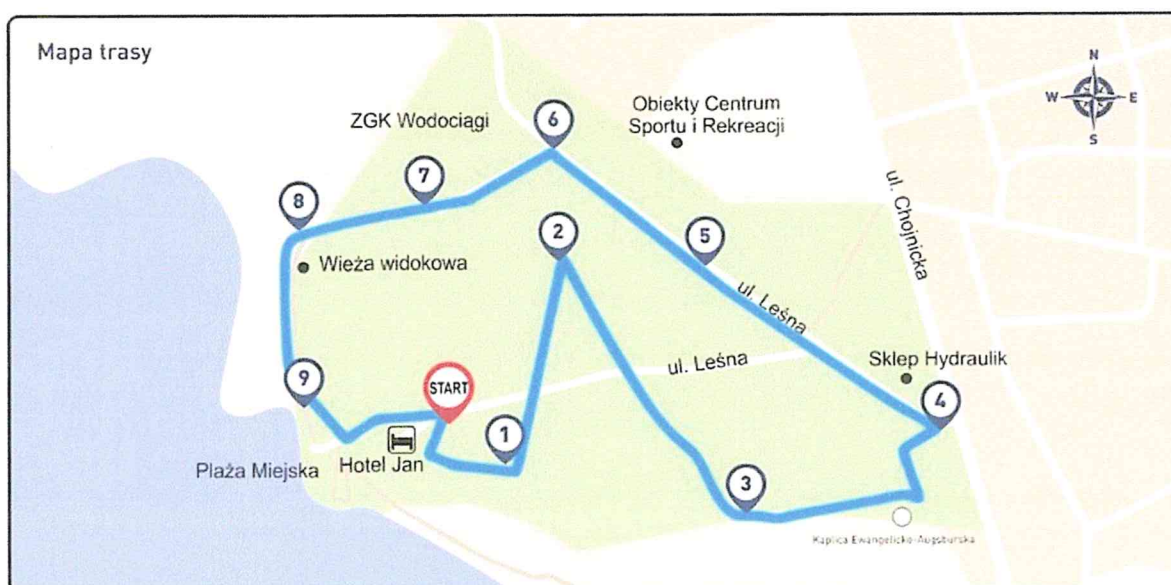 Mapa trasy
N
W E
S
ZGK Wodociągi
Obiekty Centrum
Sportu i Rekreacji
6
7
8
2
5
ul. Chojnicka
Wieża widokowa
ul. Leśna
ul. Leśna
Sklep Hydraulik
9
START
4
1
Plaża Miejska
Hotel Jan
3
Kaplica Ewangelicko-Augsburska